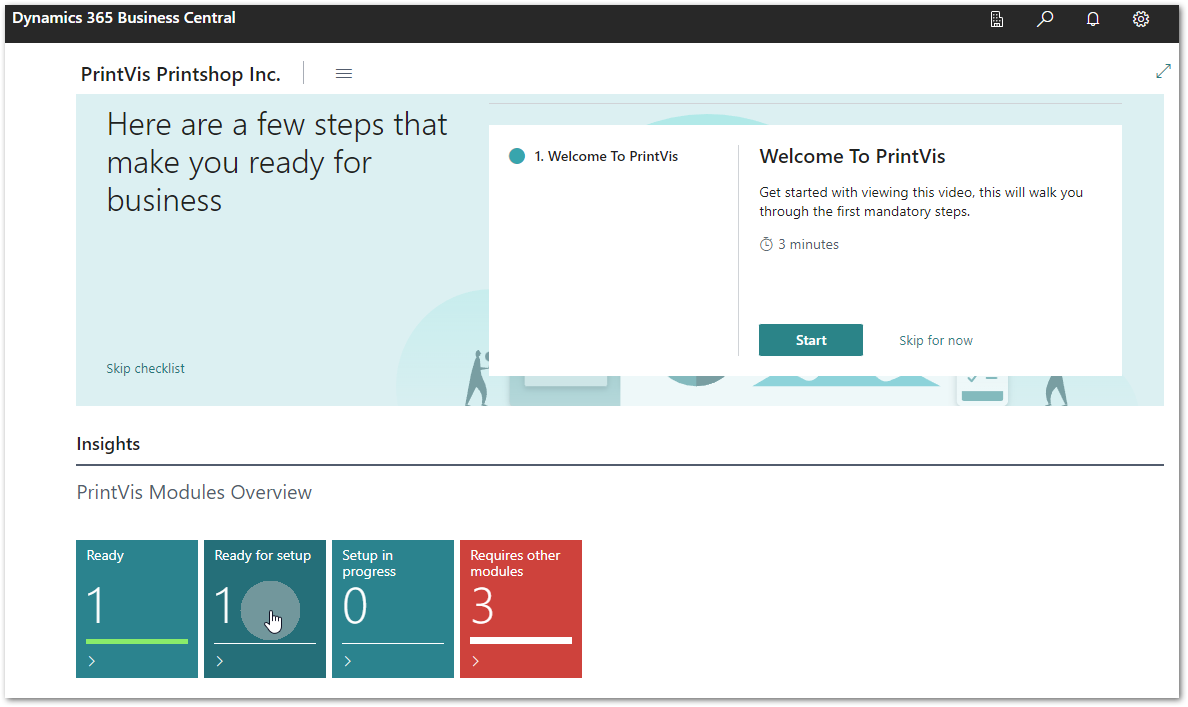 Dynamics 365 Business Central
PrintVis Printshop Inc.
Here are a few steps that
make you ready for
business
Skip checklist
1. Welcome To PrintVis
Welcome To PrintVis
Get started with viewing this video, this will walk you
through the first mandatory steps.
3 minutes
Start
Skip for now
Insights
PrintVis Modules Overview
Ready
1
Ready for setup
1
Setup in
progress
0
Requires other
modules
3